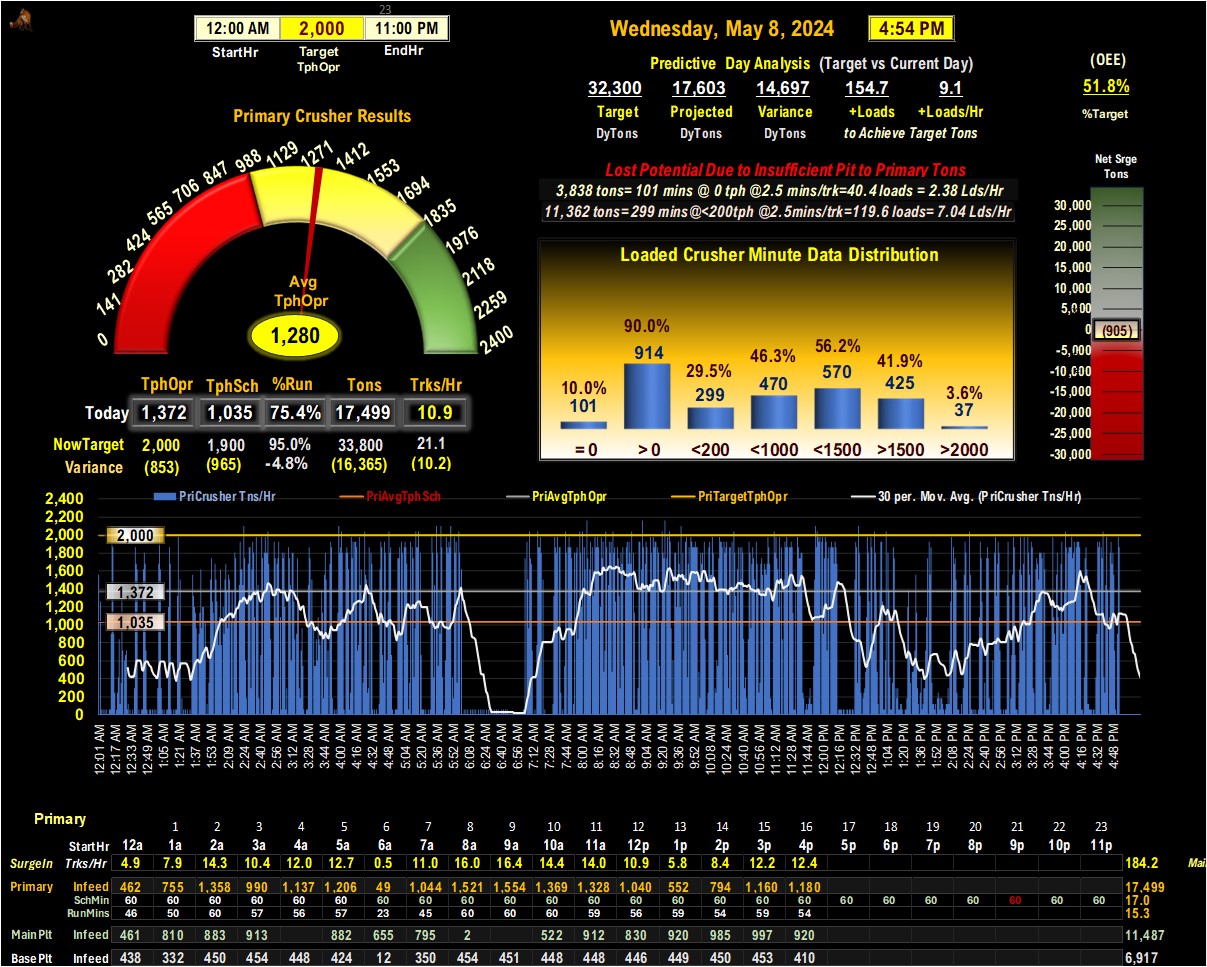 23
12:00 AM 2,000 11:00 PM
StartHr Target TphOpr EndHr
Wednesday, May 8, 2024 4:54 PM
Predictive Day Analysis (Target vs Current Day)
32,300 17,603 14,697 154.7 9.1
Target Projected Variance +Loads +Loads/Hr
DyTons DyTons DyTons to Achieve Target Tons
(OEE)
51.8%
%Target
Primary Crusher Results
0 141 282 424 565 706 847 988 1129 1271 1412 1553 1694 1835 1976 2118 2259 2400
Avg
TphOpr
1,280
Lost Potential Due to Insufficient Pit to Primary Tons
3,838 tons= 101 mins @ 0 tph @2.5 mins/trk=40.4 loads = 2.38 Lds/Hr
11,362 tons= 299 mins@<200tph @2.5mins/trk=119.6 loads= 7.04 Lds/Hr
Net Srge
Tons
30,000
25,000
20,000
15,000
10,000
5,000
0
(905)
-5,000
-10,000
-15,000
-20,000
-25,000
-30,000
Loaded Crusher Minute Data Distribution
10.0% 90.0% 29.5% 46.3% 56.2% 41.9% 3.6%
101 914 299 470 570 425 37
= 0 > 0 <200 <1000 <1500 >1500 >2000
TphOpr TphSch %Run Tons Trks/Hr
Today 1,372 1,035 75.4% 17,499 10.9
NowTarget 2,000 1,900 95.0% 33,800 21.1
Variance (853) (965) -4.8% (16,365) (10.2)
PriCrusher Tns/Hr PriAvgTphSch PriAvgTphOpr PriTargetTphOpr 30 per. Mov. Avg. (PriCrusher Tns/Hr)
2,400
2,200
2,000 2,000
1,800
1,600
1,400 1,372
1,200
1,000 1,035
800
600
400
200
0
12:01 AM 12:17 AM 12:33 AM 12:49 AM 1:05 AM 1:21 AM 1:37 AM 1:53 AM 2:09 AM 2:24 AM 2:40 AM 2:56 AM 3:12 AM 3:28 AM 3:44 AM 4:00 AM 4:16 AM 4:32 AM 4:48 AM 5:04 AM 5:20 AM 5:36 AM 5:52 AM 6:08 AM 6:24 AM 6:40 AM 6:56 AM 7:12 AM 7:28 AM 7:44 AM 8:00 AM 8:16 AM 8:32 AM 8:48 AM 9:04 AM 9:20 AM 9:36 AM 9:52 AM 10:08 AM 10:24 AM 10:40 AM 10:56 AM 11:12 AM 11:28 AM 11:44 AM 12:00 PM 12:16 PM 12:32 PM 12:48 PM 1:04 PM 1:20 PM 1:36 PM 1:52 PM 2:08 PM 2:24 PM 2:40 PM 2:56 PM 3:12 PM 3:28 PM 3:44 PM 4:00 PM 4:16 PM 4:32 PM 4:48 PM
Primary 1 2 3 4 5 6 7 8 9 10 11 12 13 14 15 16 17 18 19 20 21 22 23
StartHr 12a 1a 2a 3a 4a 5a 6a 7a 8a 9a 10a 11a 12p 1p 2p 3p 4p 5p 6p 7p 8p 9p 10p 11p
SurgeIn Trks/Hr 4.9 7.9 14.3 10.4 12.0 12.7 0.5 11.0 16.0 16.4 14.4 14.0 10.9 5.8 8.4 12.2 12.4 184.2
Primary Infeed 462 755 1,358 990 1,137 1,206 49 1,044 1,521 1,554 1,369 1,328 1,040 552 794 1,160 1,180 17,499
SchMin 60 60 60 60 60 60 60 60 60 60 60 60 60 60 60 60 60 60 60 60 60 60 60 60 17.0
RunMins 46 50 60 57 56 57 23 45 60 60 60 59 56 59 54 59 54 15.3
MainPlt Infeed 461 810 883 913 882 655 795 2 522 912 830 920 985 997 920 11,487
BasePlt Infeed 438 332 450 454 448 424 12 350 454 451 448 448 446 449 450 453 410 6,917